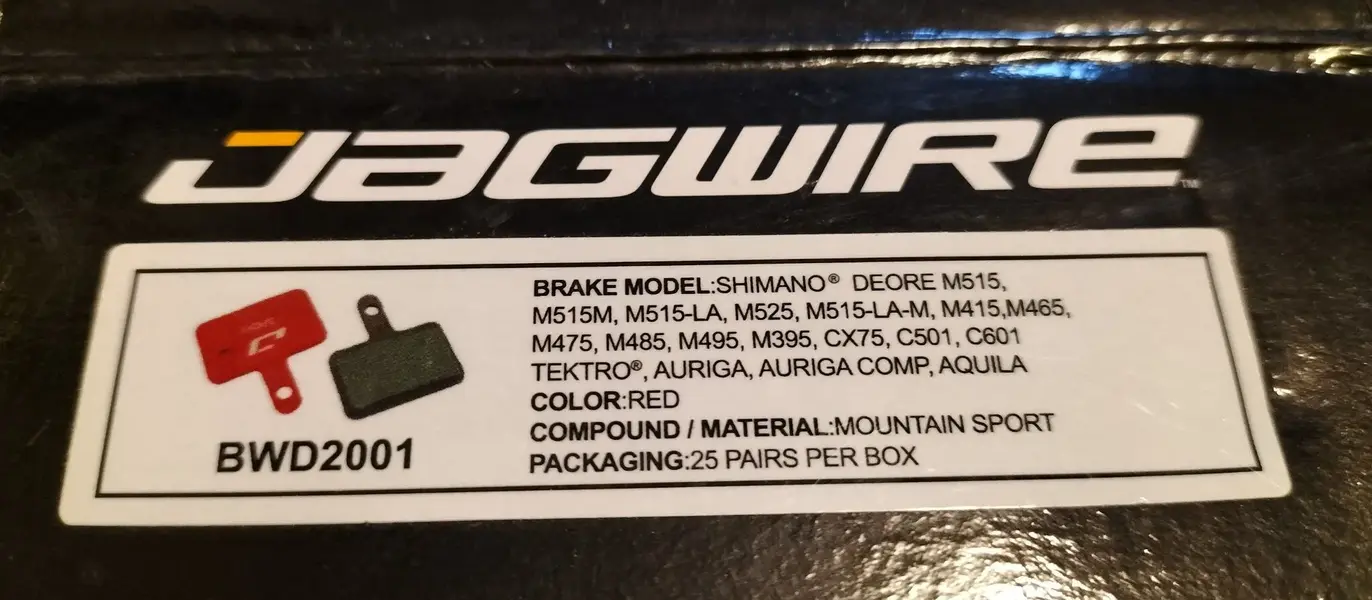 JAGWIRE™
BRAKE MODEL:SHIMANO® DEORE M515,
M515M, M515-LA, M525, M515-LA-M, M415,M465,
M475, M485, M495, M395, CX75, C501, C601
TEKTRO®, AURIGA, AURIGA COMP, AQUILA
COLOR:RED
COMPOUND / MATERIAL:MOUNTAIN SPORT
PACKAGING:25 PAIRS PER BOX
BWD2001